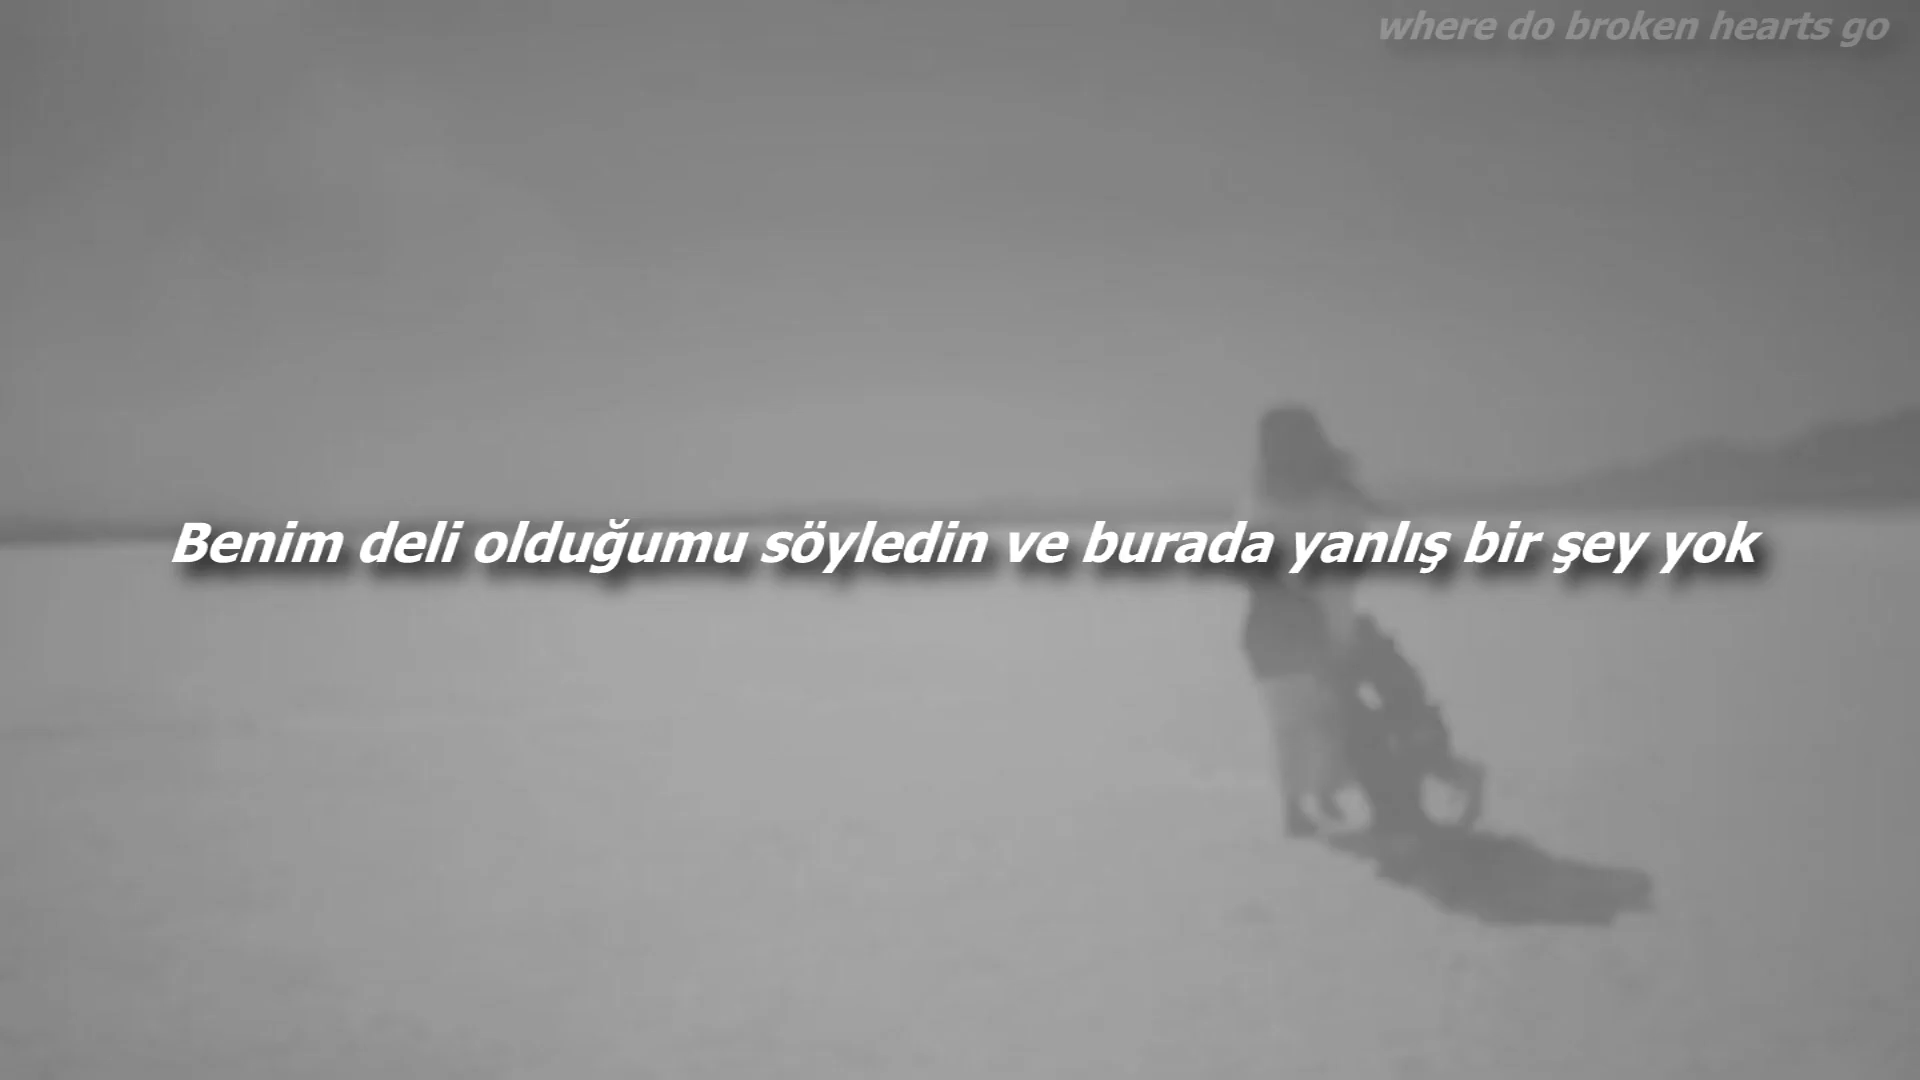 where do broken hearts go
Benim deli olduğumu söyledin ve burada yanlış bir şey yok